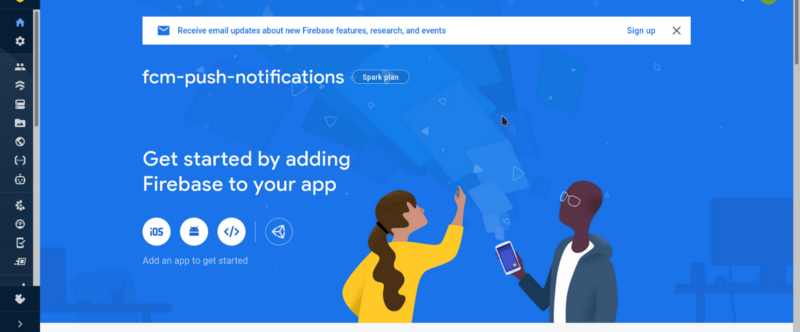 Receive email updates about new Firebase features, research, and events
Sign up
fcm-push-notifications
Spark plan
Get started by adding
Firebase to your app
iOS
Add an app to get started